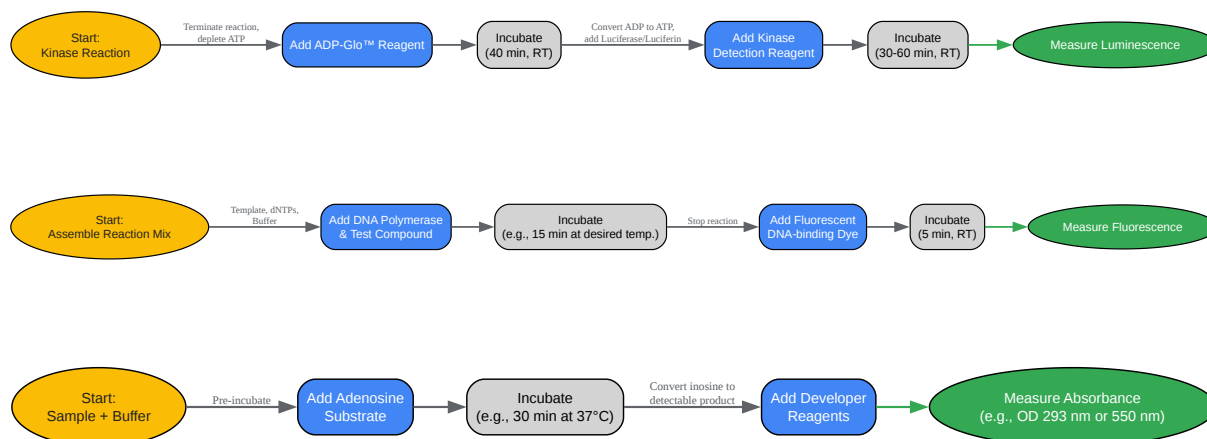 Start:
Kinase Reaction
Terminate reaction,
deplete ATP
Add ADP-Glo™ Reagent
Incubate
(40 min, RT)
Convert ADP to ATP,
add Luciferase/Luciferin
Add Kinase
Detection Reagent
Incubate
(30-60 min, RT)
Measure Luminescence
Start:
Assemble Reaction Mix
Template, dNTPs,
Buffer
Add DNA Polymerase
& Test Compound
Incubate
(e.g., 15 min at desired temp.)
Stop reaction
Add Fluorescent
DNA-binding Dye
Incubate
(5 min, RT)
Measure Fluorescence
Start:
Sample + Buffer
Pre-incubate
Add Adenosine
Substrate
Incubate
(e.g., 30 min at 37°C)
Convert inosine to
detectable product
Add Developer
Reagents
Measure Absorbance
(e.g., OD 293 nm or 550 nm)